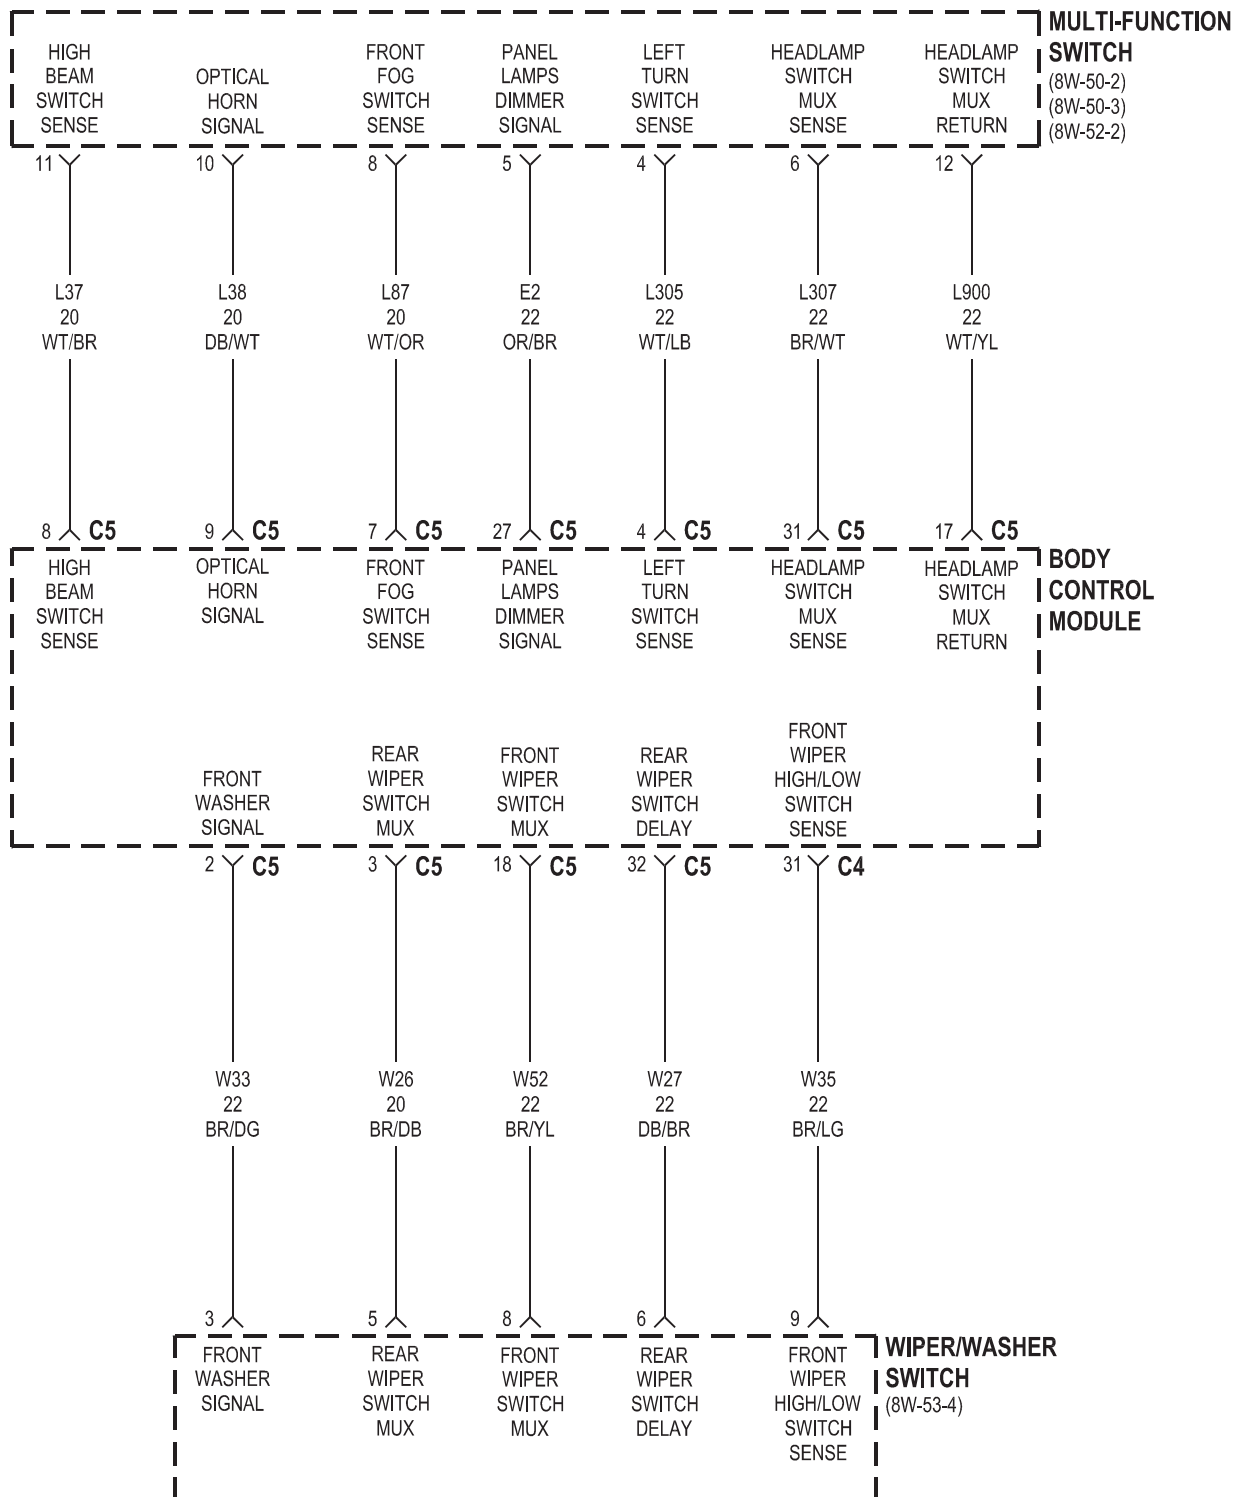 MULTI-FUNCTION
SWITCH
(8W-50-2)
(8W-50-3)
(8W-52-2)
HIGH
BEAM
SWITCH
SENSE
OPTICAL
HORN
SIGNAL
FRONT
FOG
SWITCH
SENSE
PANEL
LAMPS
DIMMER
SIGNAL
LEFT
TURN
SWITCH
SENSE
HEADLAMP
SWITCH
MUX
SENSE
HEADLAMP
SWITCH
MUX
RETURN
11
10
8
5
4
6
12
L37
20
WT/BR
L38
20
DB/WT
L87
20
WT/OR
E2
22
OR/BR
L305
22
WT/LB
L307
22
BR/WT
L900
22
WT/YL
8 C5
9 C5
7 C5
27 C5
4 C5
31 C5
17 C5
BODY
CONTROL
MODULE
HIGH
BEAM
SWITCH
SENSE
OPTICAL
HORN
SIGNAL
FRONT
FOG
SWITCH
SENSE
PANEL
LAMPS
DIMMER
SIGNAL
LEFT
TURN
SWITCH
SENSE
HEADLAMP
SWITCH
MUX
SENSE
HEADLAMP
SWITCH
MUX
RETURN
FRONT
WASHER
SIGNAL
REAR
WIPER
SWITCH
MUX
FRONT
WIPER
SWITCH
MUX
REAR
WIPER
SWITCH
DELAY
FRONT
WIPER
HIGH/LOW
SWITCH
SENSE
2 C5
3 C5
18 C5
32 C5
31 C4
W33
22
BR/DG
W26
20
BR/DB
W52
22
BR/YL
W27
22
DB/BR
W35
22
BR/LG
3
5
8
6
9
WIPER/WASHER
SWITCH
(8W-53-4)
FRONT
WASHER
SIGNAL
REAR
WIPER
SWITCH
MUX
FRONT
WIPER
SWITCH
MUX
REAR
WIPER
SWITCH
DELAY
FRONT
WIPER
HIGH/LOW
SWITCH
SENSE